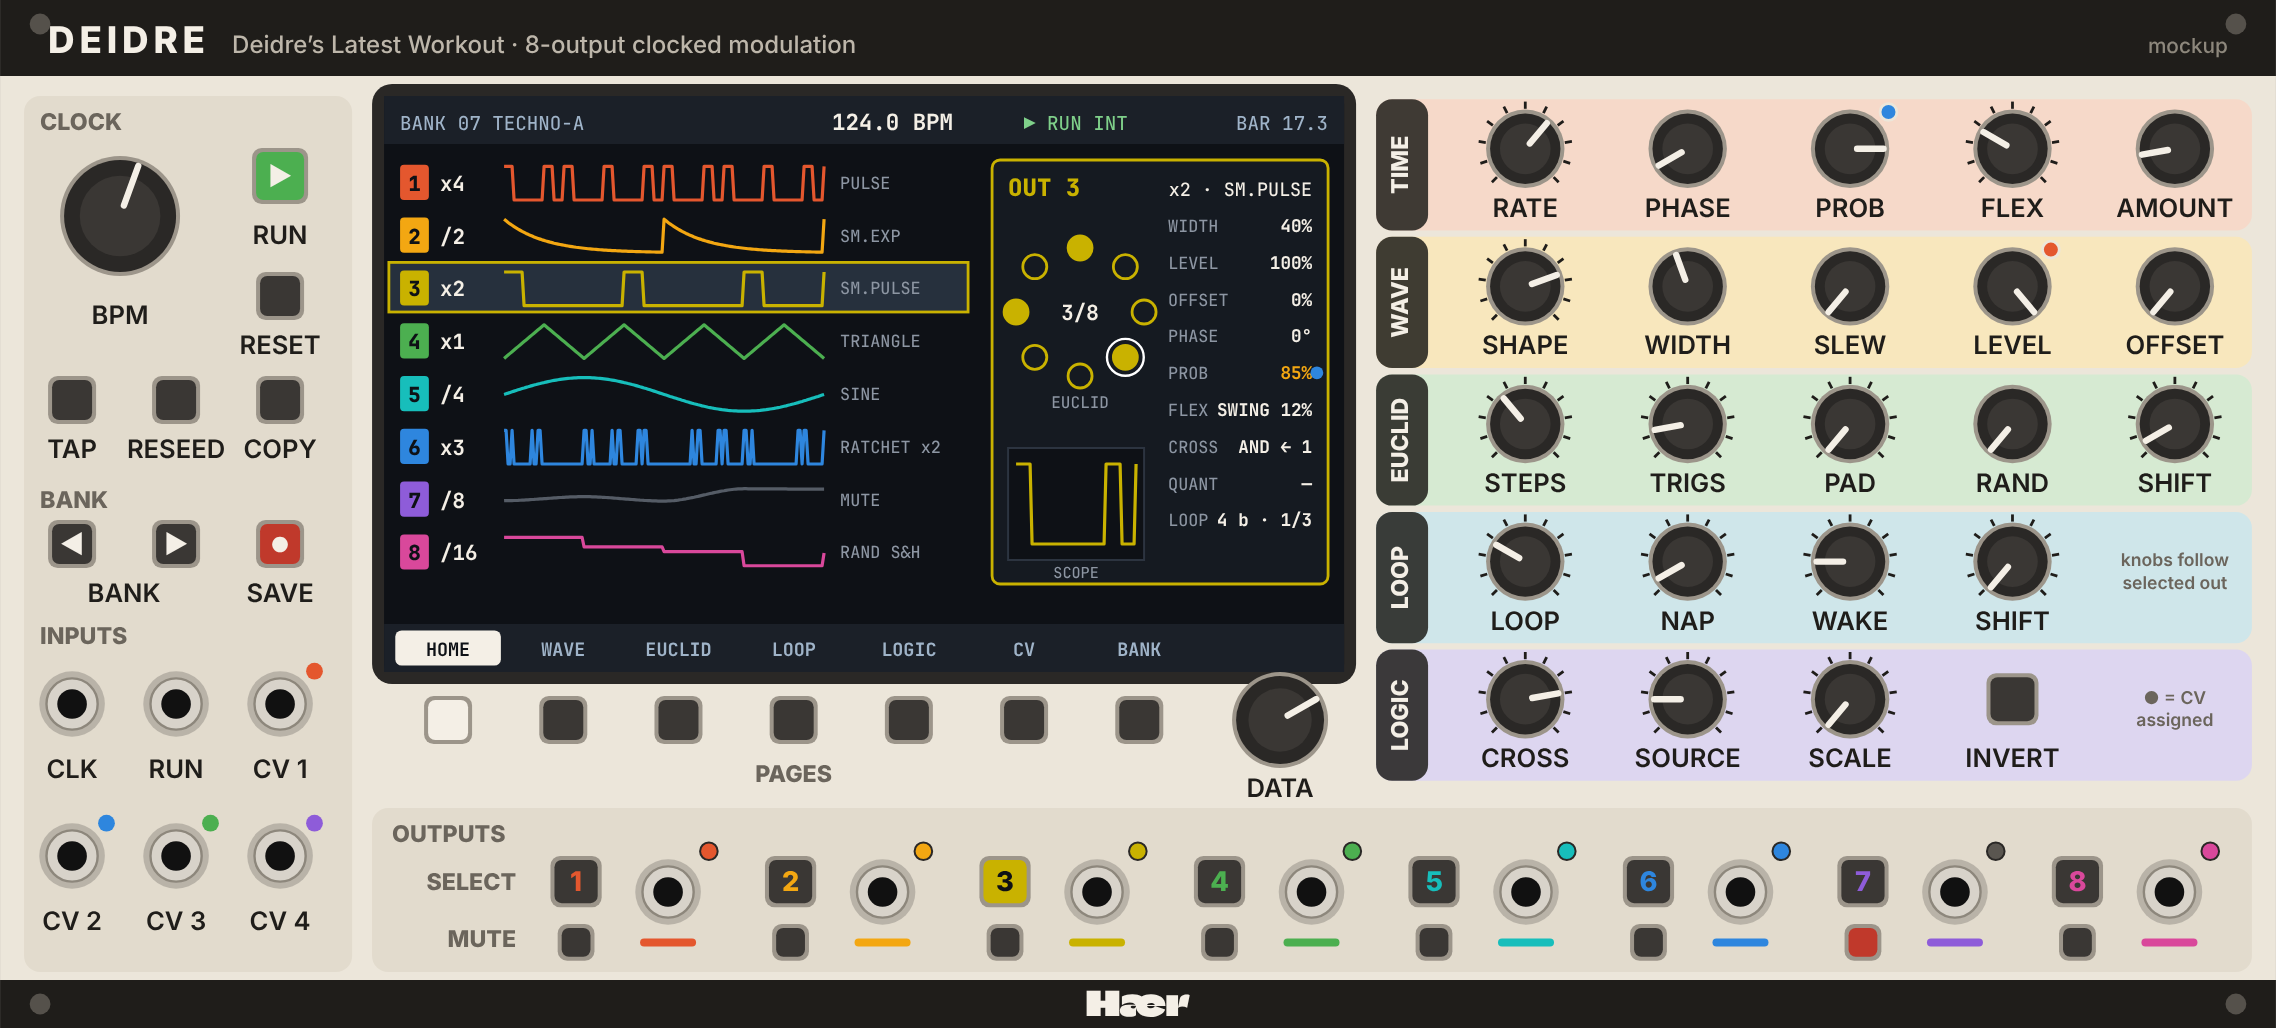 DEIDRE Deidre’s Latest Workout · 8-output clocked modulation
mockup
CLOCK
BPM
RUN
RESET
TAP RESEED COPY
BANK
BANK SAVE
INPUTS
CLK RUN CV 1
CV 2 CV 3 CV 4
BANK 07 TECHNO-A 124.0 BPM ▶ RUN INT BAR 17.3
1 x4 PULSE
2 /2 SM.EXP
3 x2 SM.PULSE
4 x1 TRIANGLE
5 /4 SINE
6 x3 RATCHET x2
7 /8 MUTE
8 /16 RAND S&H
OUT 3 x2 · SM.PULSE
3/8
EUCLID
SCOPE
WIDTH 40%
LEVEL 100%
OFFSET 0%
PHASE 0°
PROB 85%
FLEX SWING 12%
CROSS AND ← 1
QUANT –
LOOP 4 b · 1/3
HOME WAVE EUCLID LOOP LOGIC CV BANK
PAGES
DATA
TIME
RATE PHASE PROB FLEX AMOUNT
WAVE
SHAPE WIDTH SLEW LEVEL OFFSET
EUCLID
STEPS TRIGS PAD RAND SHIFT
LOOP
LOOP NAP WAKE SHIFT
knobs follow
selected out
LOGIC
CROSS SOURCE SCALE INVERT
● = CV
assigned
OUTPUTS
SELECT 1 2 3 4 5 6 7 8
MUTE
Hær